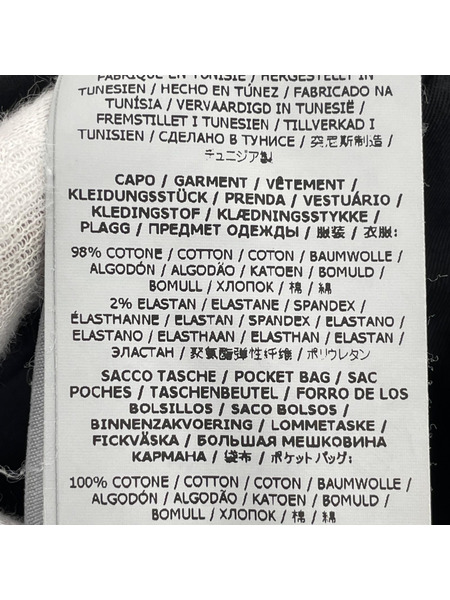 FABRIQUÉ EN TUNISIE / HERGESTELLT IN
TUNESIEN / HECHO EN TÚNEZ / FABRICADO NA
TUNÍSIA / VERVAARDIGD IN TUNESIË /
FREMSTILLET I TUNESIEN / TILLVERKAD I
TUNISIEN / СДЕЛАНО В ТУНИСЕ / 突尼斯制造 /
チュニジア製
CAPO / GARMENT / VÊTEMENT /
KLEIDUNGSSTÜCK / PRENDA / VESTUÁRIO /
KLEDINGSTOF / KLÆDNINGSSTYKKE /
PLAGG / ПРЕДМЕТ ОДЕЖДЫ / 服装 / 衣服:
98% COTONE / COTTON / COTON / BAUMWOLLE /
ALGODÓN / ALGODÃO / KATOEN / BOMULD /
BOMULL / ХЛОПОК / 棉 / 綿
2% ELASTAN / ELASTANE / SPANDEX /
ÉLASTHANNE / ELASTAN / SPANDEX / ELASTANO /
ELASTANO / ELASTHAAN / ELASTHAN / ELASTAN /
ЭЛАСТАН / 聚氨酯弹性纤维 / ポリウレタン
SACCO TASCHE / POCKET BAG / SAC
POCHES / TASCHENBEUTEL / FORRO DE LOS
BOLSILLOS / SACO BOLSOS /
BINNENZAKVOERING / LOMMETASKE /
FICKVÄSKA / БОЛЬШАЯ МЕШКОВИНА
КАРМАНА / 袋布 / ポケットバッグ:
100% COTONE / COTTON / COTON / BAUMWOLLE /
ALGODÓN / ALGODÃO / KATOEN / BOMULD /
BOMULL / ХЛОПОК / 棉 / 綿